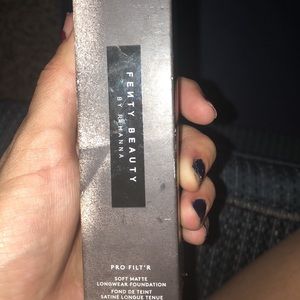 FENTY BEAUTY
BY RIHANNA
PRO FILT'R
SOFT MATTE
LONGWEAR FOUNDATION
FOND DE TEINT
SATINÉ LONGUE TENUE